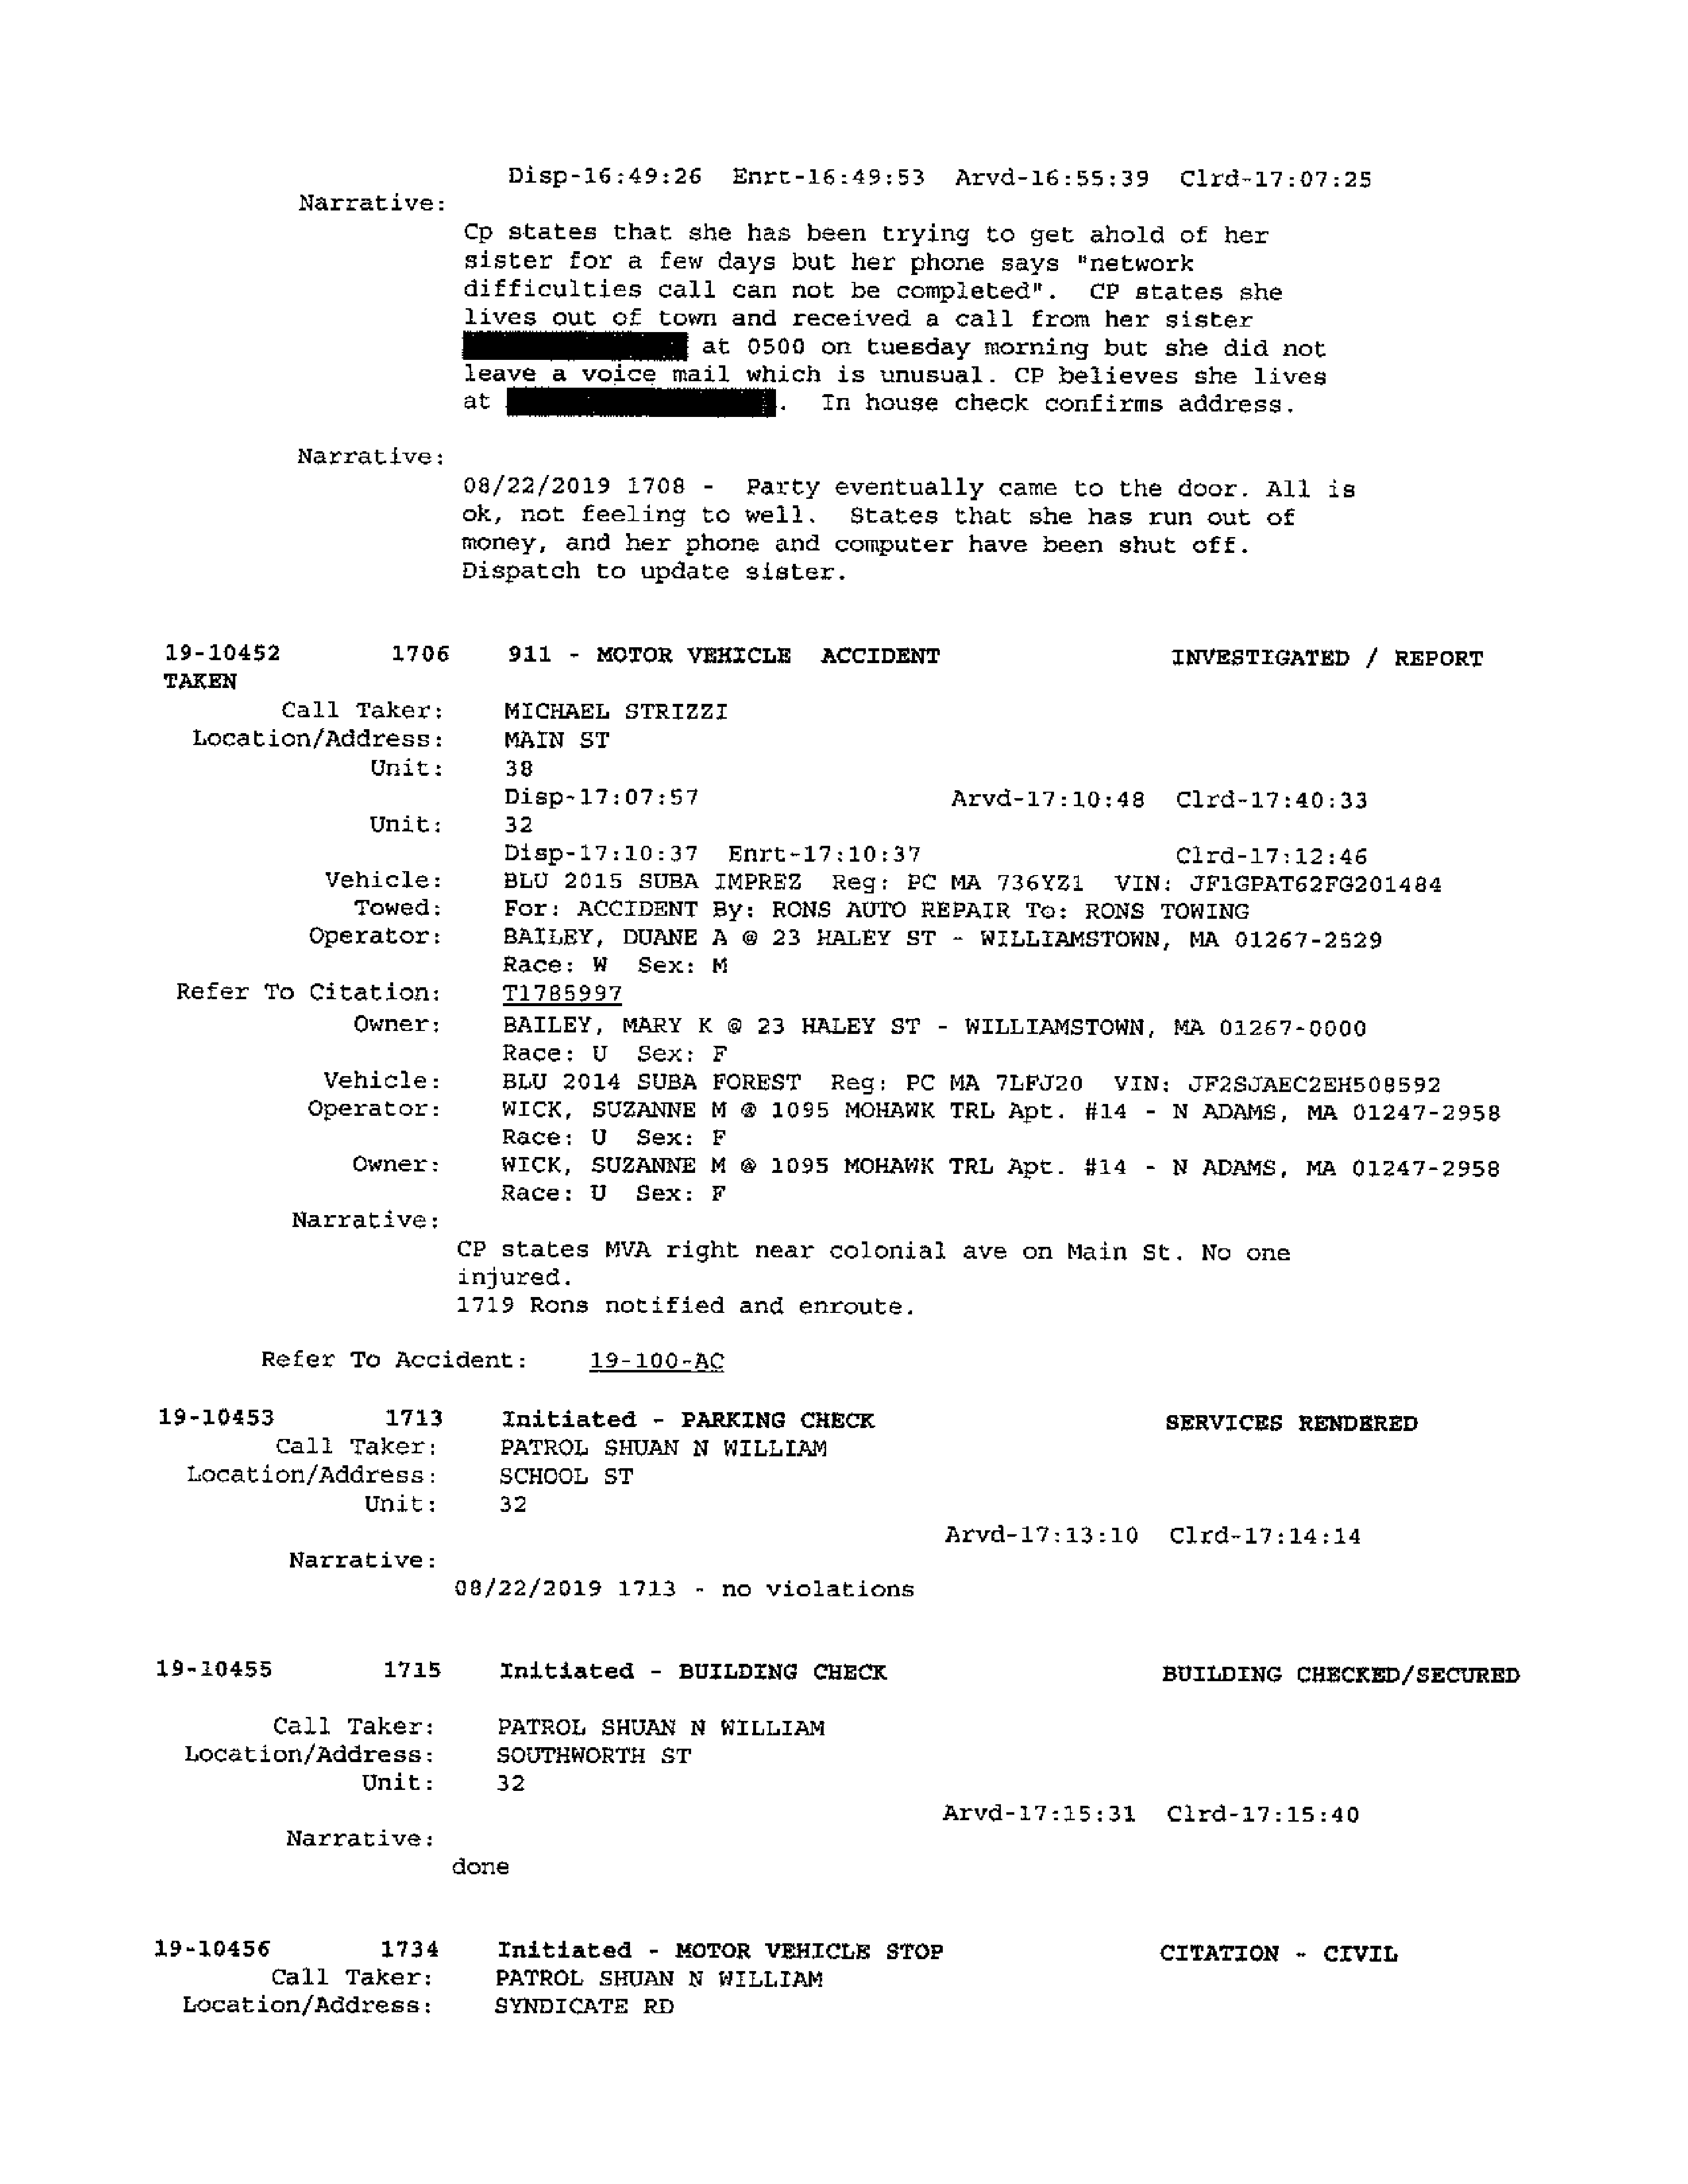 Disp-16:49:26 Enrt-16:49:53 Arvd-16:55:39 Clrd-17:07:25
Narrative:
Cp states that she has been trying to get ahold of her
sister for a few days but her phone says "network
difficulties call can not be completed". CP states she
lives out of town and received a call from her sister
at 0500 on tuesday morning but she did not
leave a voice mail which is unusual. CP believes she lives
at . In house check confirms address.
Narrative:
08/22/2019 1708 - Party eventually came to the door. All is
ok, not feeling to well. States that she has run out of
money, and her phone and computer have been shut off.
Dispatch to update sister.
19-10452 1706 911 - MOTOR VEHICLE ACCIDENT INVESTIGATED / REPORT
TAKEN
Call Taker: MICHAEL STRIZZI
Location/Address: MAIN ST
Unit: 38
Disp-17:07:57 Arvd-17:10:48 Clrd-17:40:33
Unit: 32
Disp-17:10:37 Enrt-17:10:37 Clrd-17:12:46
Vehicle: BLU 2015 SUBA IMPREZ Reg: PC MA 736YZ1 VIN: JF1GPAT62FG201484
Towed: For: ACCIDENT By: RONS AUTO REPAIR To: RONS TOWING
Operator: BAILEY, DUANE A @ 23 HALEY ST - WILLIAMSTOWN, MA 01267-2529
Race: W Sex: M
Refer To Citation: T1785997
Owner: BAILEY, MARY K @ 23 HALEY ST - WILLIAMSTOWN, MA 01267-0000
Race: U Sex: F
Vehicle: BLU 2014 SUBA FOREST Reg: PC MA 7LFJ20 VIN: JF2SJAEC2EH508592
Operator: WICK, SUZANNE M @ 1095 MOHAWK TRL Apt. #14 - N ADAMS, MA 01247-2958
Race: U Sex: F
Owner: WICK, SUZANNE M @ 1095 MOHAWK TRL Apt. #14 - N ADAMS, MA 01247-2958
Race: U Sex: F
Narrative:
CP states MVA right near colonial ave on Main St. No one
injured.
1719 Rons notified and enroute.
Refer To Accident: 19-100-AC
19-10453 1713 Initiated - PARKING CHECK SERVICES RENDERED
Call Taker: PATROL SHUAN N WILLIAM
Location/Address: SCHOOL ST
Unit: 32
Arvd-17:13:10 Clrd-17:14:14
Narrative:
08/22/2019 1713 - no violations
19-10455 1715 Initiated - BUILDING CHECK BUILDING CHECKED/SECURED
Call Taker: PATROL SHUAN N WILLIAM
Location/Address: SOUTHWORTH ST
Unit: 32
Arvd-17:15:31 Clrd-17:15:40
Narrative:
done
19-10456 1734 Initiated - MOTOR VEHICLE STOP CITATION - CIVIL
Call Taker: PATROL SHUAN N WILLIAM
Location/Address: SYNDICATE RD